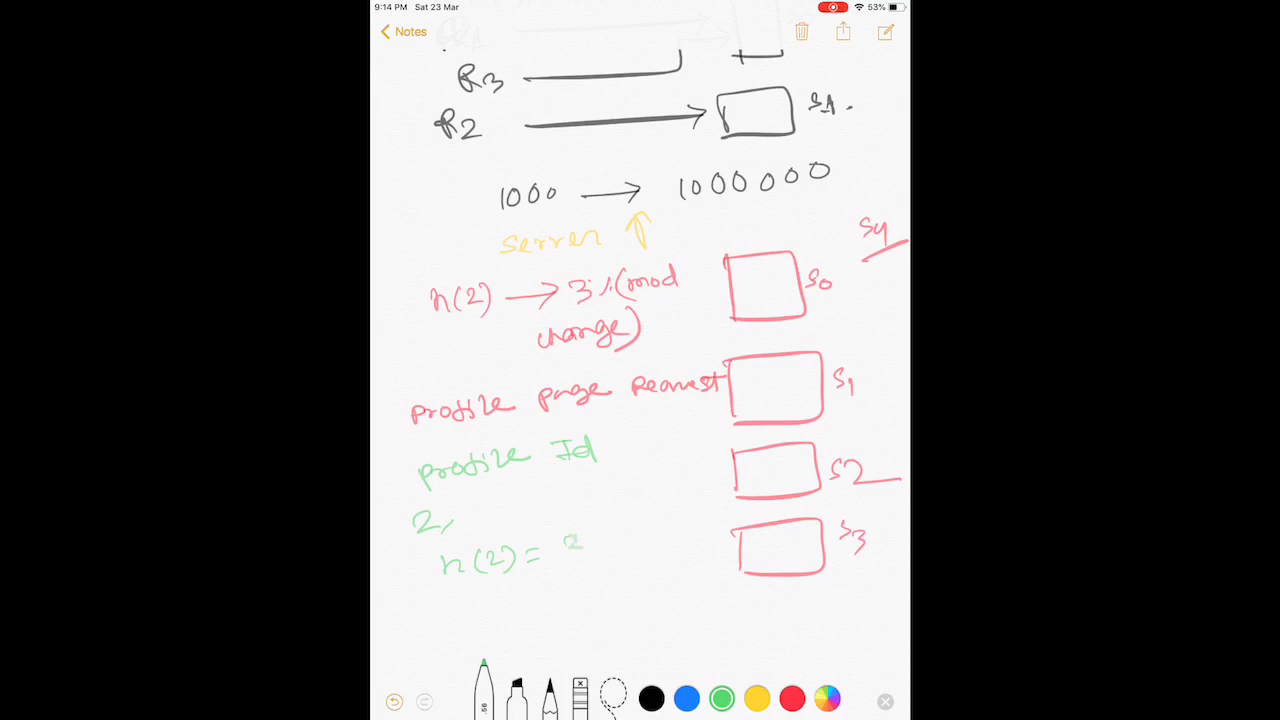 9:14 PM Sat 23 Mar 53%
Notes
R3
R2 S1.
1000 → 1000000
server ↑
S4
h(2) → 3 % (mod S0
change)
profile page Request S1
profile Id
S2
2,
h(2) = 2 S3
.56